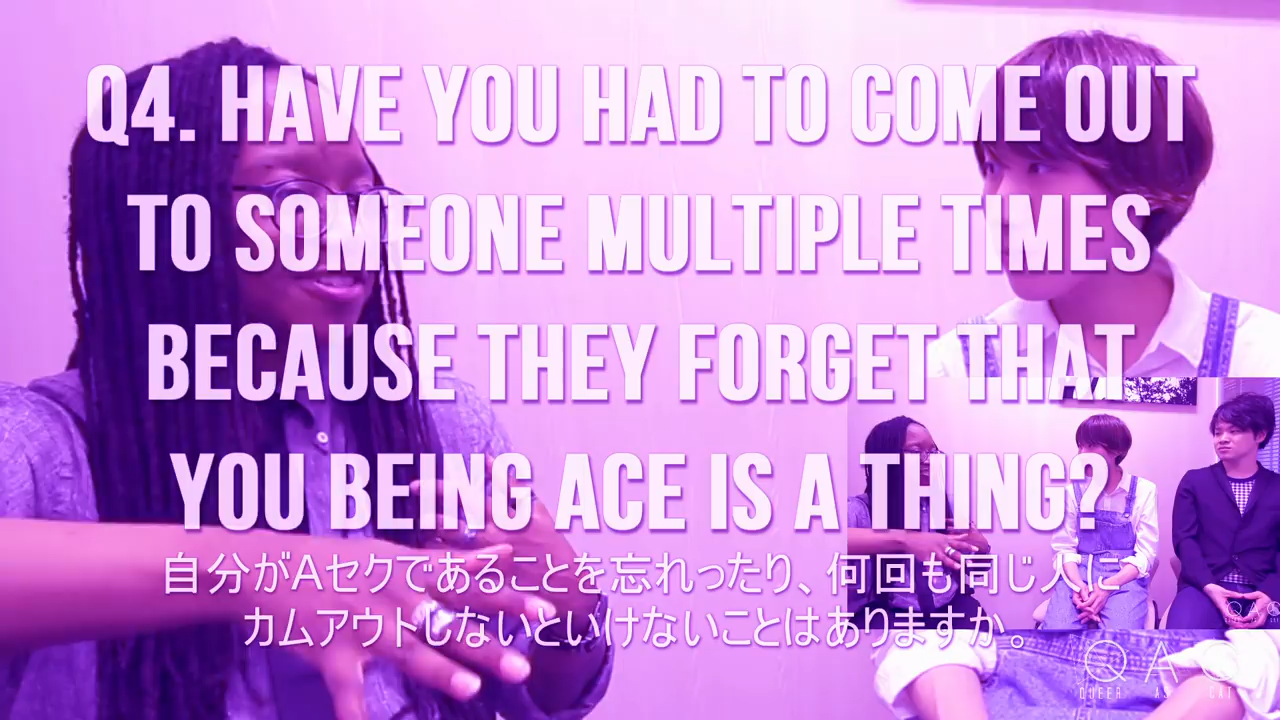 Q4. HAVE YOU HAD TO COME OUT
TO SOMEONE MULTIPLE TIMES
BECAUSE THEY FORGET THAT
YOU BEING ACE IS A THING?
自分がAセクであることを忘れったり、何回も同じ人に
カムアウトしないといけないことはありますか。
QAC
QUEER AS CAT